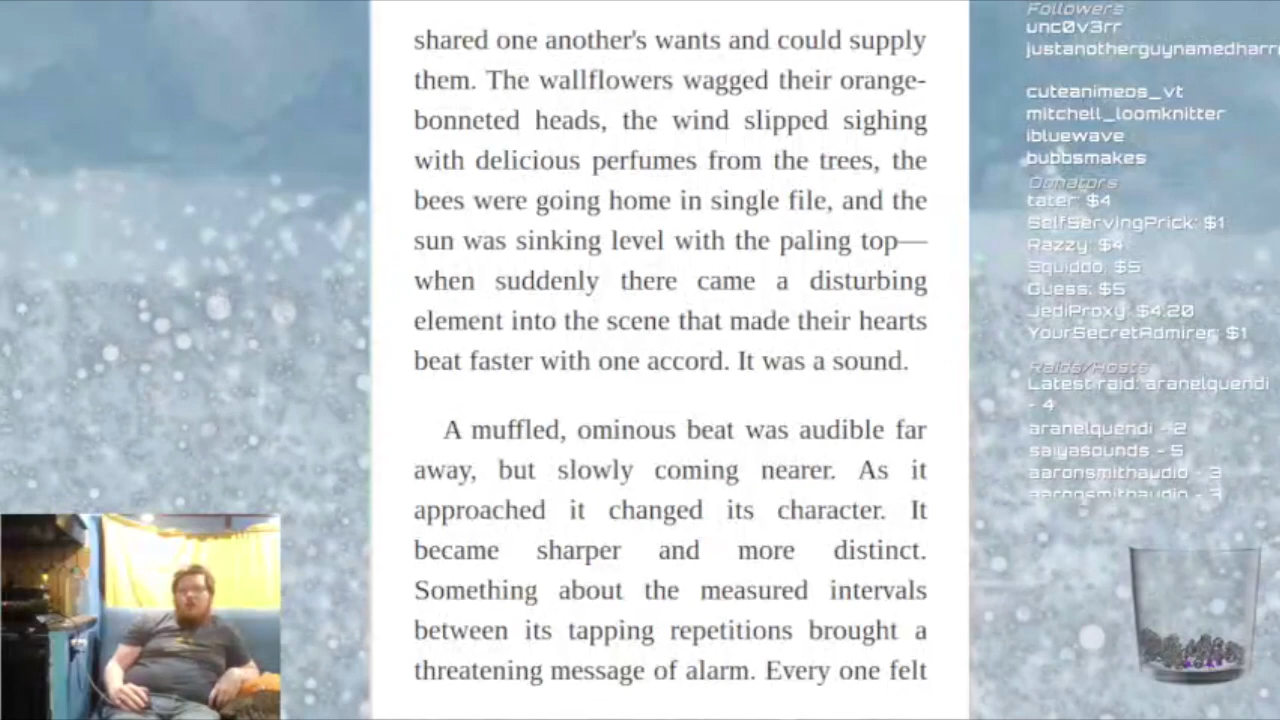 shared one another's wants and could supply
them. The wallflowers wagged their orange-
bonneted heads, the wind slipped sighing
with delicious perfumes from the trees, the
bees were going home in single file, and the
sun was sinking level with the paling top—
when suddenly there came a disturbing
element into the scene that made their hearts
beat faster with one accord. It was a sound.
A muffled, ominous beat was audible far
away, but slowly coming nearer. As it
approached it changed its character. It
became sharper and more distinct.
Something about the measured intervals
between its tapping repetitions brought a
threatening message of alarm. Every one felt
Followers
unc0v3rr
cuteanimeos_vt
mitchell_loomknitter
ibluewave
bubbsmakes
Donators
tater: $4
SelfServingPrick: $1
Razzy: $4
Squidoo: $5
Guess: $5
JediProxy: $4.20
YourSecretAdmirer: $1
Raids/Hosts
Latest raid: aranelquendi
- 4
aranelquendi - 2
saiyasounds - 5
aaronsmithaudio - 3
aaronsmithaudio - 3